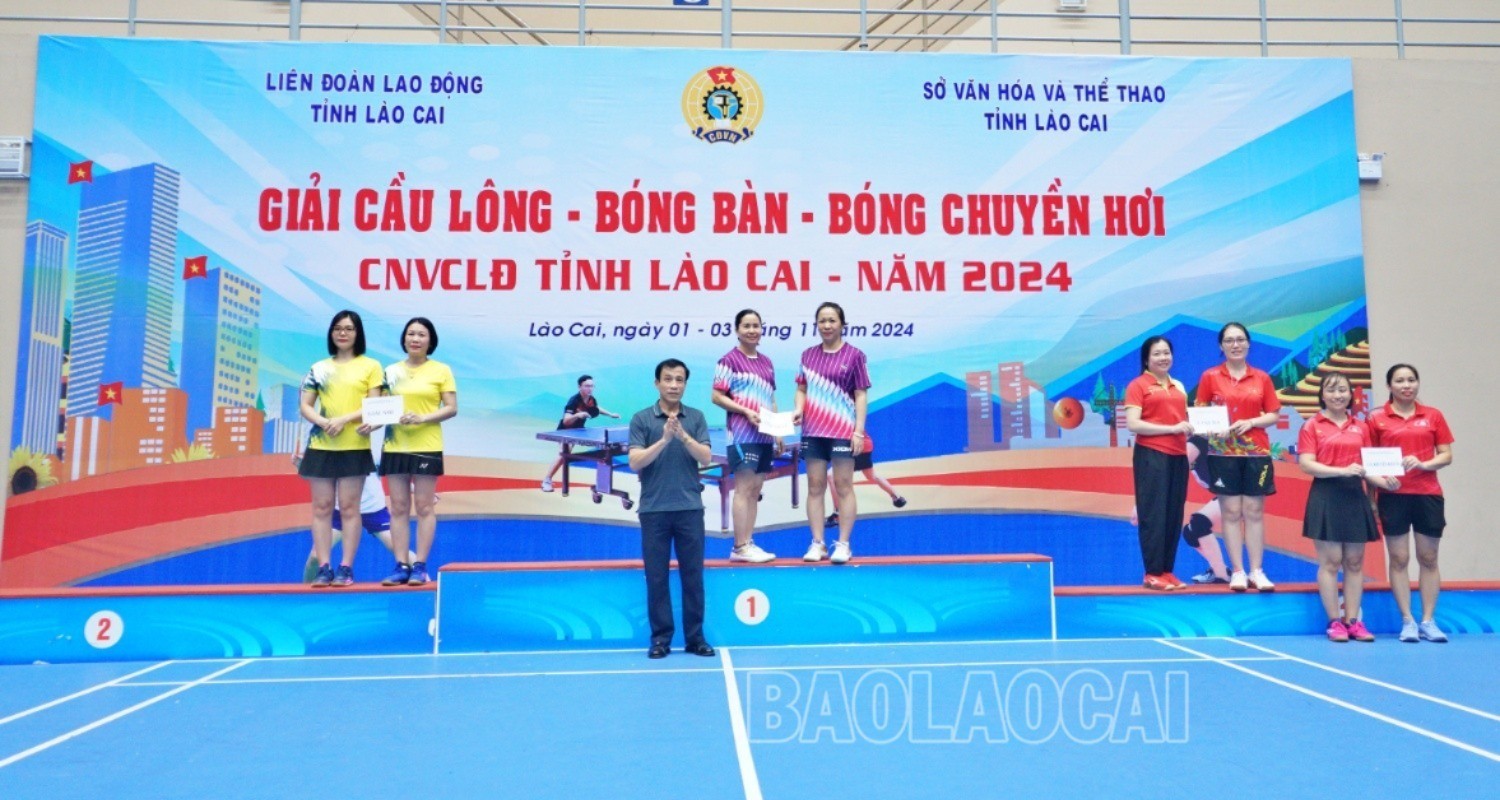 LIÊN ĐOÀN LAO ĐỘNG
TỈNH LÀO CAI
CĐVN
SỞ VĂN HÓA VÀ THỂ THAO
TỈNH LÀO CAI
GIẢI CẦU LÔNG - BÓNG BÀN - BÓNG CHUYỀN HƠI
CNVCLĐ TỈNH LÀO CAI - NĂM 2024
Lào Cai, ngày 01 - 03 2024
2
1
BAOLAOCAI